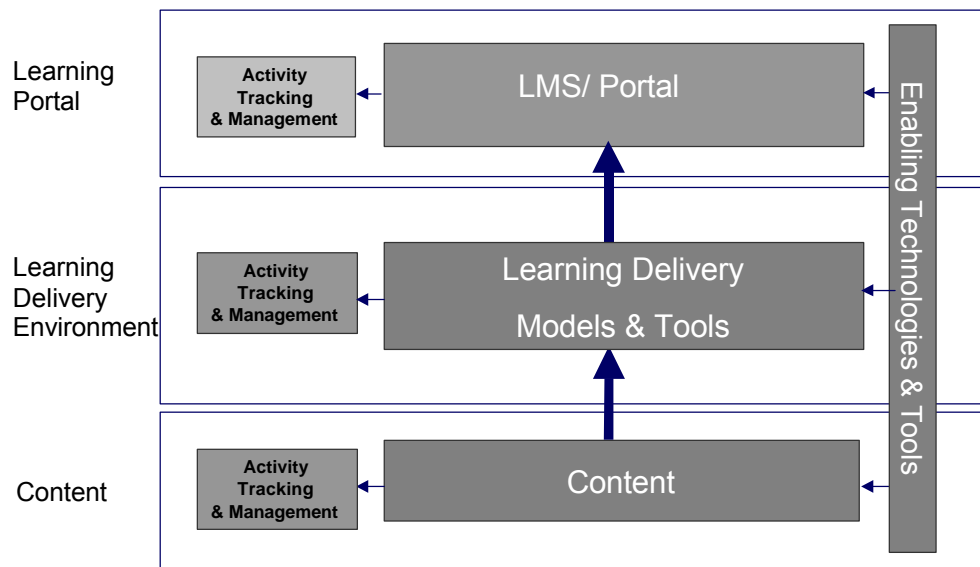 Learning
Portal
Activity
Tracking
& Management
LMS/ Portal
Enabling Technologies & Tools
Learning
Delivery
Environment
Activity
Tracking
& Management
Learning Delivery
Models & Tools
Content
Activity
Tracking
& Management
Content